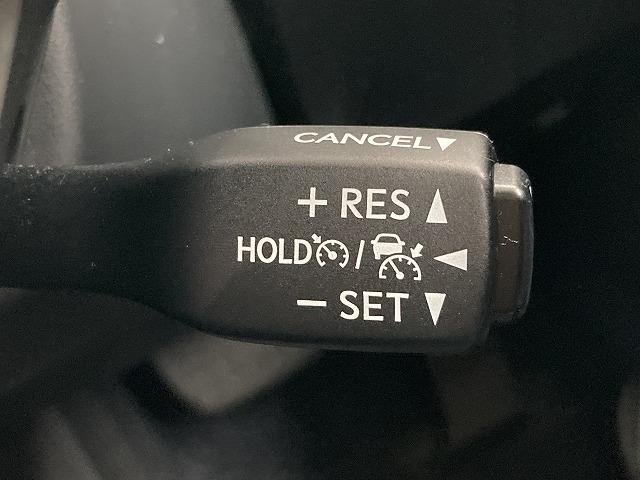 CANCEL▼
+ RES ▲
HOLD / ◀
− SET ▼